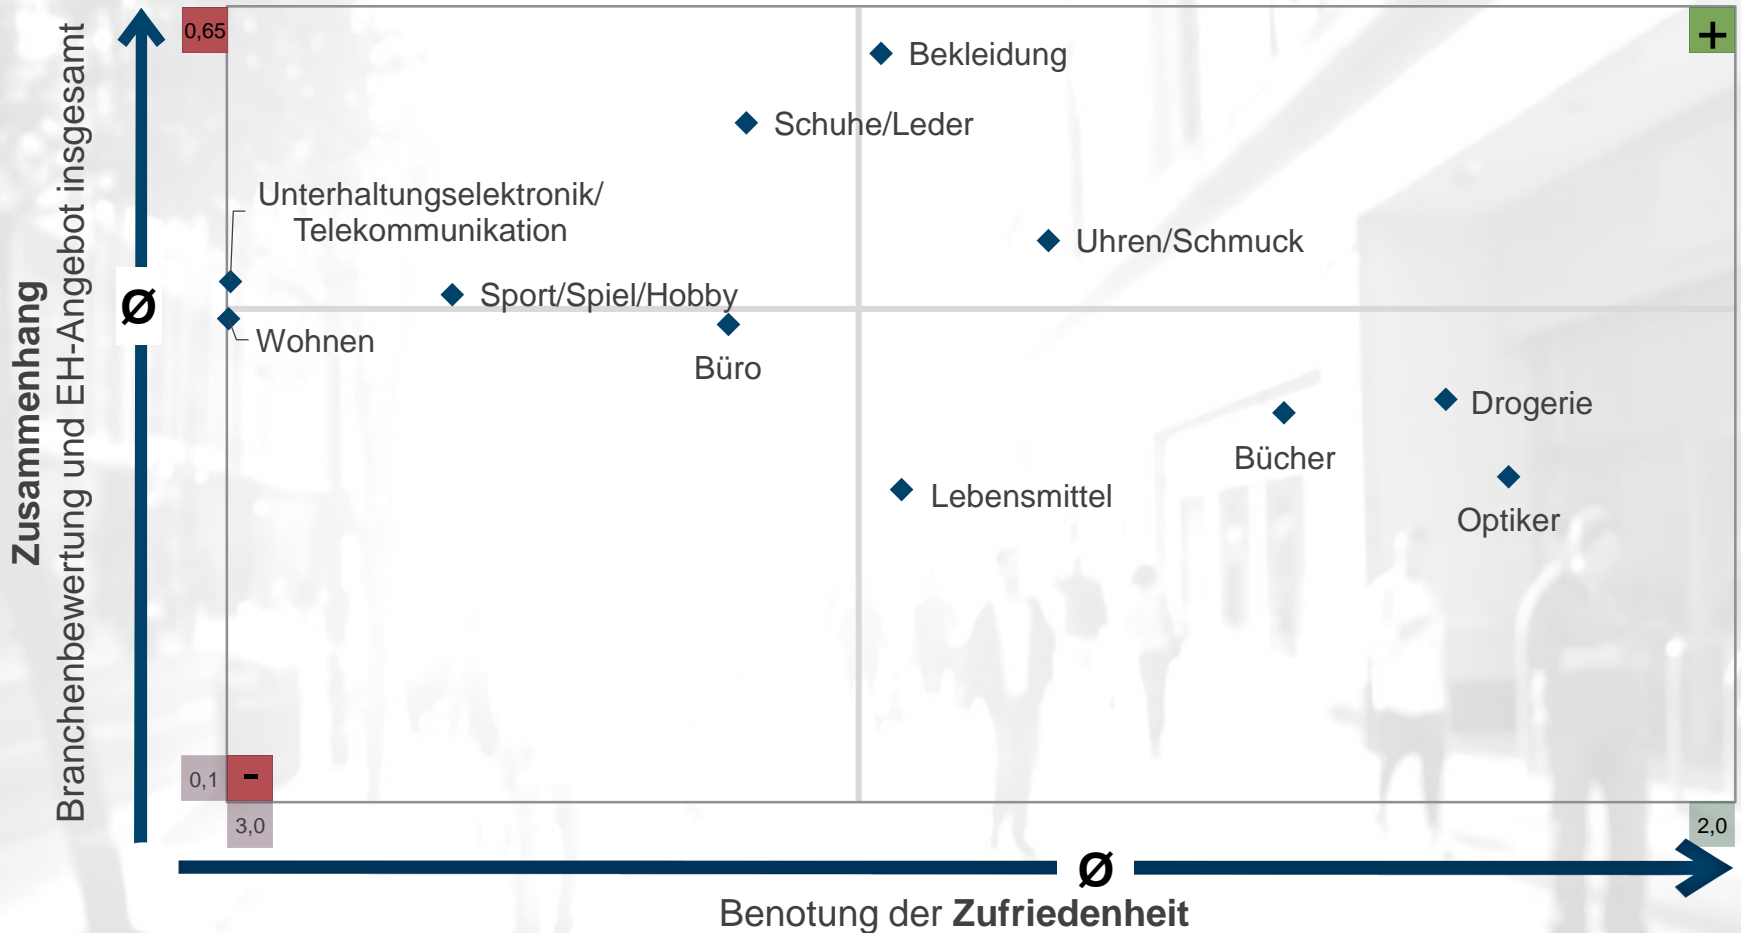 0,65
+
Bekleidung
Schuhe/Leder
Unterhaltungselektronik/
Telekommunikation
Uhren/Schmuck
Sport/Spiel/Hobby
Wohnen
Büro
Drogerie
Bücher
Lebensmittel
Optiker
Zusammenhang
Branchenbewertung und EH-Angebot insgesamt
Ø
0,1
-
3,0
2,0
Ø
Benotung der Zufriedenheit